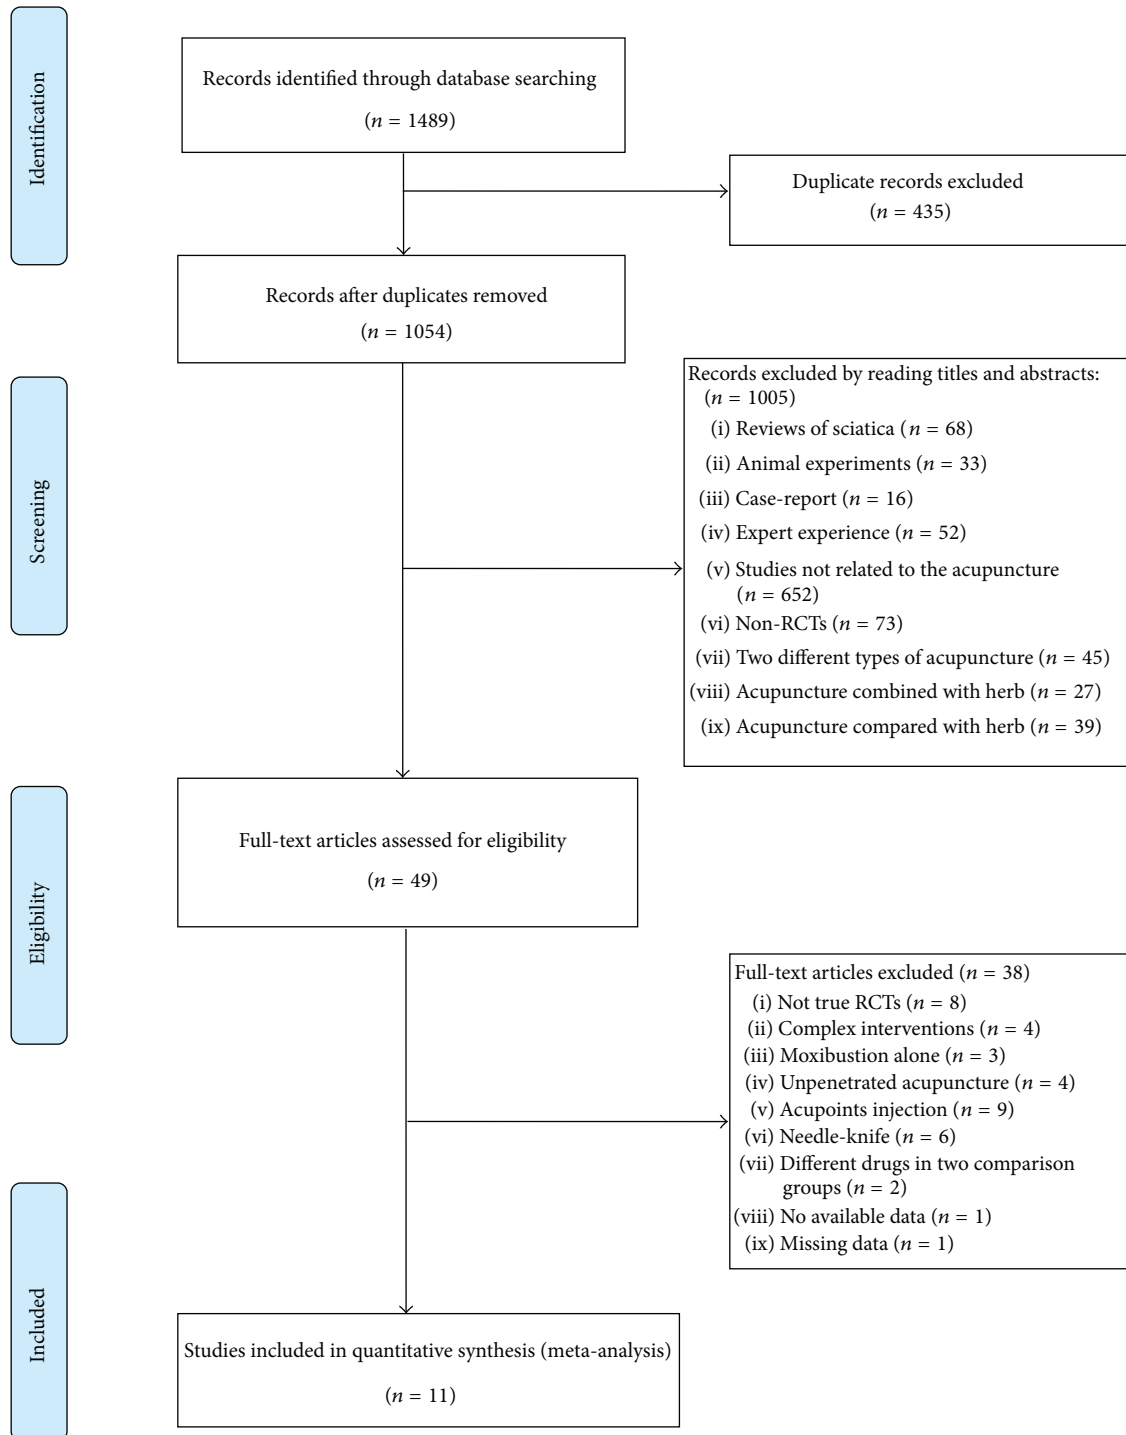 Identification
Records identified through database searching
(n = 1489)
Duplicate records excluded
(n = 435)
Records after duplicates removed
(n = 1054)
Screening
Records excluded by reading titles and abstracts:
(n = 1005)
(i) Reviews of sciatica (n = 68)
(ii) Animal experiments (n = 33)
(iii) Case-report (n = 16)
(iv) Expert experience (n = 52)
(v) Studies not related to the acupuncture
(n = 652)
(vi) Non-RCTs (n = 73)
(vii) Two different types of acupuncture (n = 45)
(viii) Acupuncture combined with herb (n = 27)
(ix) Acupuncture compared with herb (n = 39)
Eligibility
Full-text articles assessed for eligibility
(n = 49)
Full-text articles excluded (n = 38)
(i) Not true RCTs (n = 8)
(ii) Complex interventions (n = 4)
(iii) Moxibustion alone (n = 3)
(iv) Unpenetrated acupuncture (n = 4)
(v) Acupoints injection (n = 9)
(vi) Needle-knife (n = 6)
(vii) Different drugs in two comparison
groups (n = 2)
(viii) No available data (n = 1)
(ix) Missing data (n = 1)
Included
Studies included in quantitative synthesis (meta-analysis)
(n = 11)